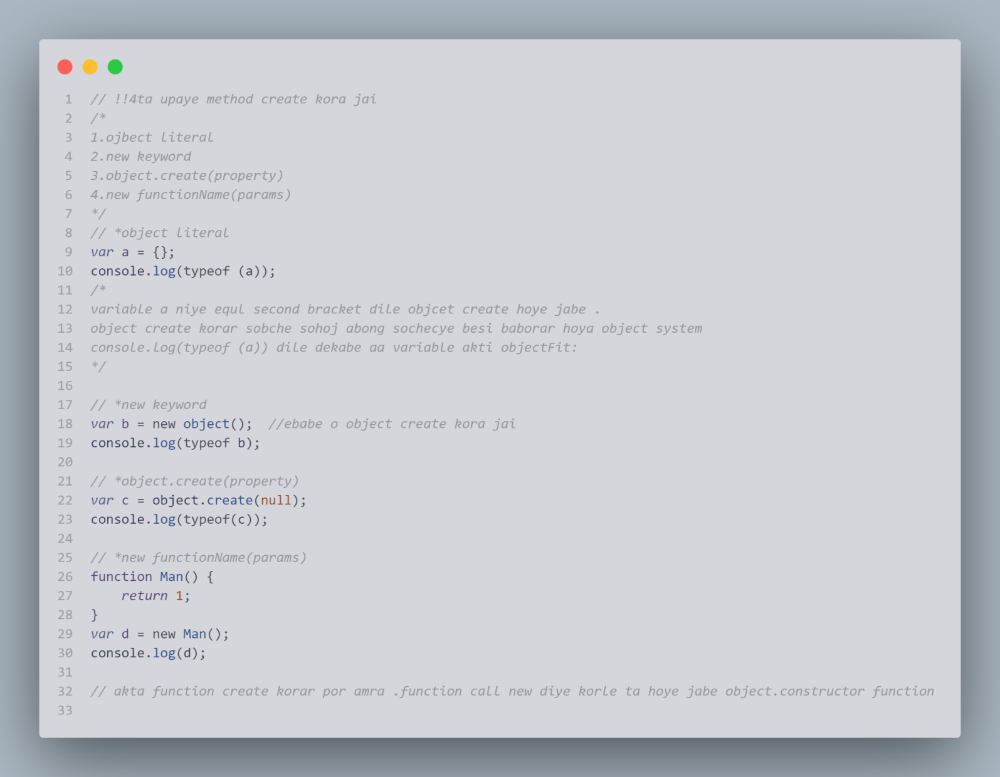 1 // !!4ta upaye method create kora jai
2 /*
3 1.ojbect literal
4 2.new keyword
5 3.object.create(property)
6 4.new functionName(params)
7 */
8 // *object literal
9 var a = {};
10 console.log(typeof (a));
11 /*
12 variable a niye equl second bracket dile objcet create hoye jabe .
13 object create korar sobche sohoj abong sochecye besi baborar hoya object system
14 console.log(typeof (a)) dile dekabe aa variable akti objectFit:
15 */
16
17 // *new keyword
18 var b = new object();  //ebabe o object create kora jai
19 console.log(typeof b);
20
21 // *object.create(property)
22 var c = object.create(null);
23 console.log(typeof(c));
24
25 // *new functionName(params)
26 function Man() {
27     return 1;
28 }
29 var d = new Man();
30 console.log(d);
31
32 // akta function create korar por amra .function call new diye korle ta hoye jabe object.constructor function
33